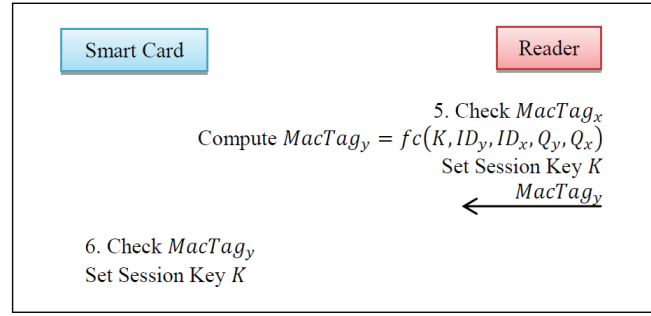 Smart Card
Reader
5. Check MacTag_x
Compute MacTag_y = fc(K, ID_y, ID_x, Q_y, Q_x)
Set Session Key K
MacTag_y
6. Check MacTag_y
Set Session Key K